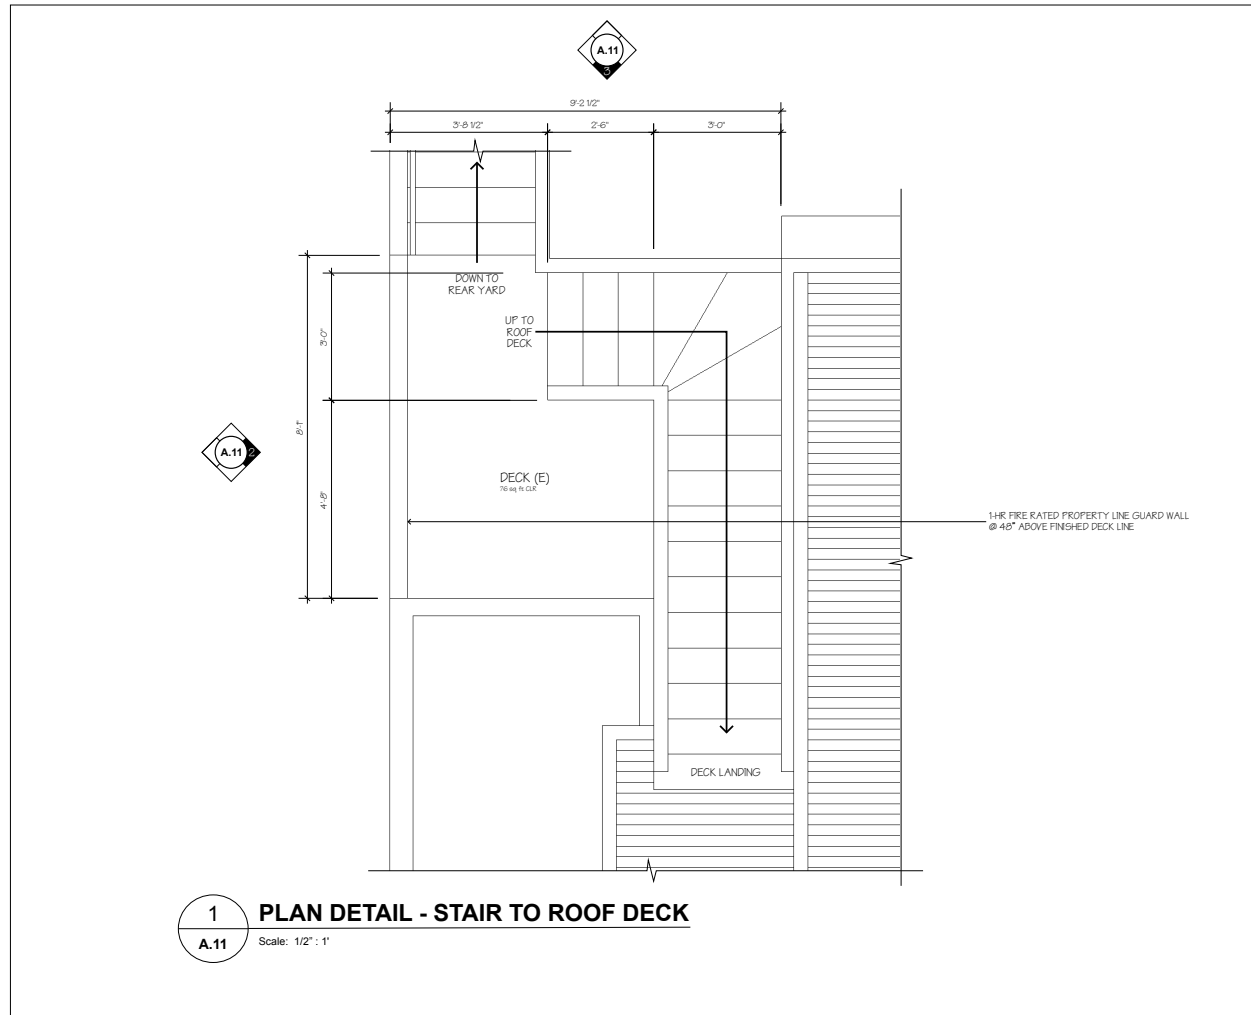 A.11
3
9'-2 1/2"
3'-8 1/2"
2'-6"
3'-0"
DOWN TO
REAR YARD
UP TO
ROOF
DECK
3'-0"
8'-1"
A.11
2
4'-8"
DECK (E)
76 sq ft CLR
1-HR FIRE RATED PROPERTY LINE GUARD WALL
@ 48" ABOVE FINISHED DECK LINE
DECK LANDING
1
A.11
PLAN DETAIL - STAIR TO ROOF DECK
Scale: 1/2" : 1'